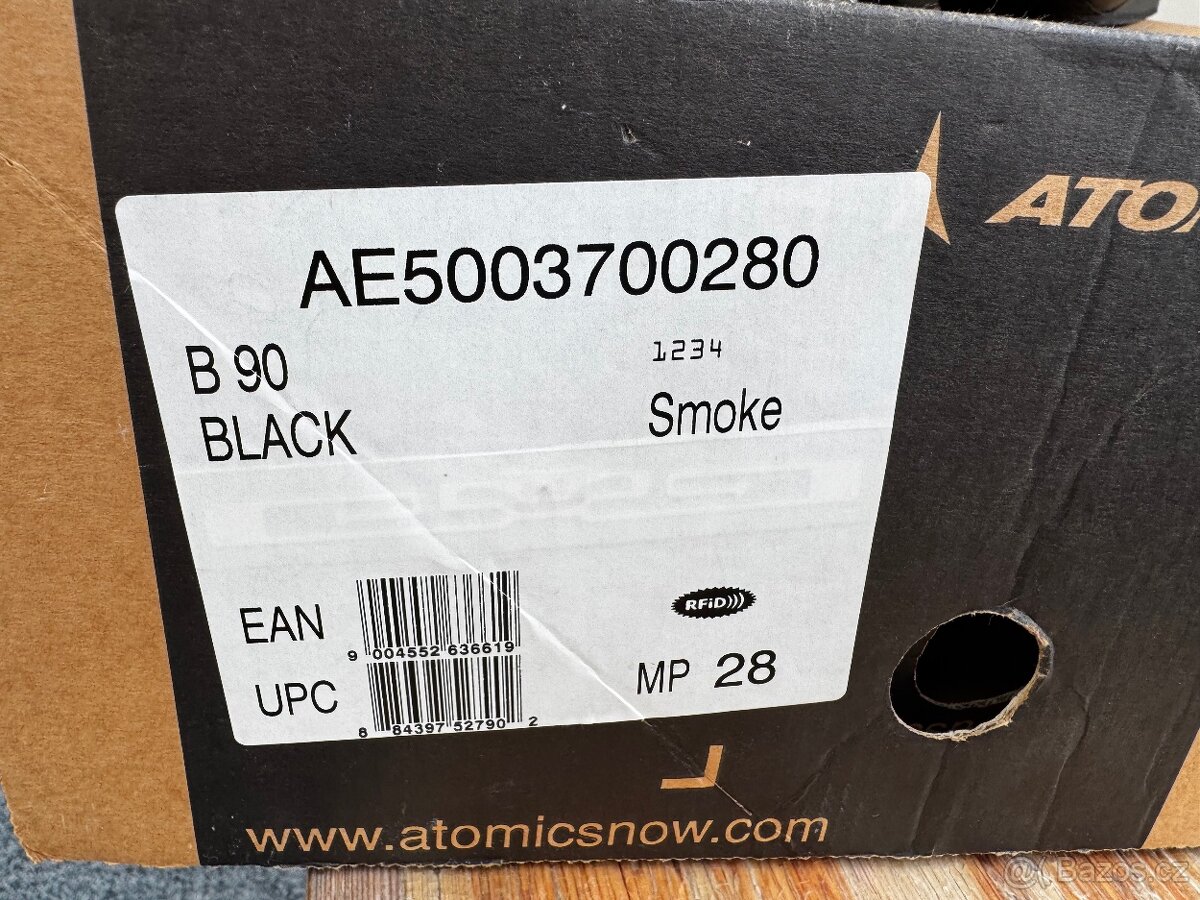 ATO
AE5003700280
B 90
1234
BLACK
Smoke
EAN
9 004552 636619
RFiD
UPC
8 84397 52790 2
MP 28
www.atomicsnow.com
@Bazos.cz